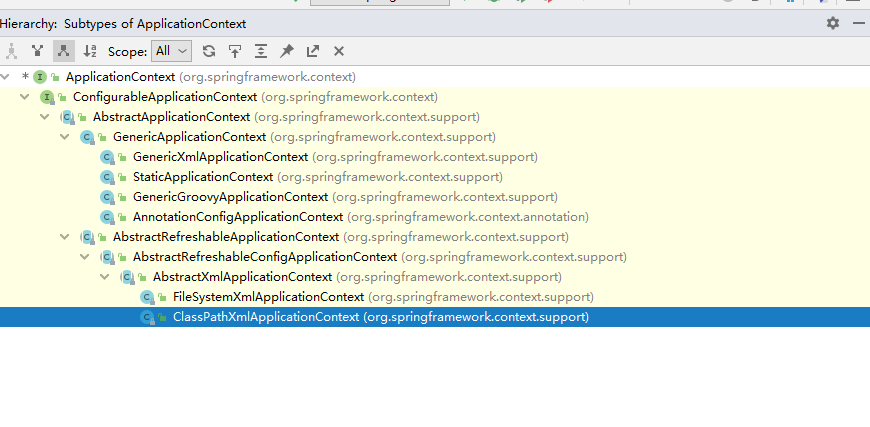 Hierarchy: Subtypes of ApplicationContext
Scope: All
* ApplicationContext (org.springframework.context)
ConfigurableApplicationContext (org.springframework.context)
AbstractApplicationContext (org.springframework.context.support)
GenericApplicationContext (org.springframework.context.support)
GenericXmlApplicationContext (org.springframework.context.support)
StaticApplicationContext (org.springframework.context.support)
GenericGroovyApplicationContext (org.springframework.context.support)
AnnotationConfigApplicationContext (org.springframework.context.annotation)
AbstractRefreshableApplicationContext (org.springframework.context.support)
AbstractRefreshableConfigApplicationContext (org.springframework.context.support)
AbstractXmlApplicationContext (org.springframework.context.support)
FileSystemXmlApplicationContext (org.springframework.context.support)
ClassPathXmlApplicationContext (org.springframework.context.support)